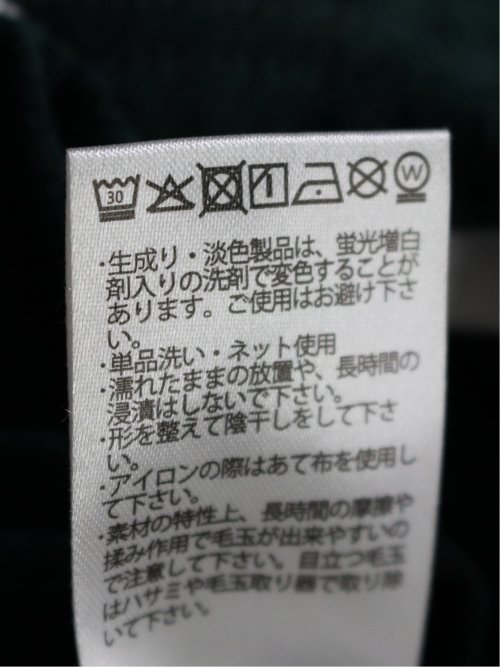 30 W
・生成り・淡色製品は、蛍光増白
剤入りの洗剤で変色することが
あります。ご使用はお避け下さ
い。
・単品洗い・ネット使用
・濡れたままの放置や、長時間の
浸漬はしないで下さい。
・形を整えて陰干しをして下さ
い。
・アイロンの際はあて布を使用し
て下さい。
・素材の特性上、長時間の摩擦や
揉み作用で毛玉が出来やすいの
で注意して下さい。目立つ毛玉
はハサミや毛玉取り器で取り除
いて下さい。